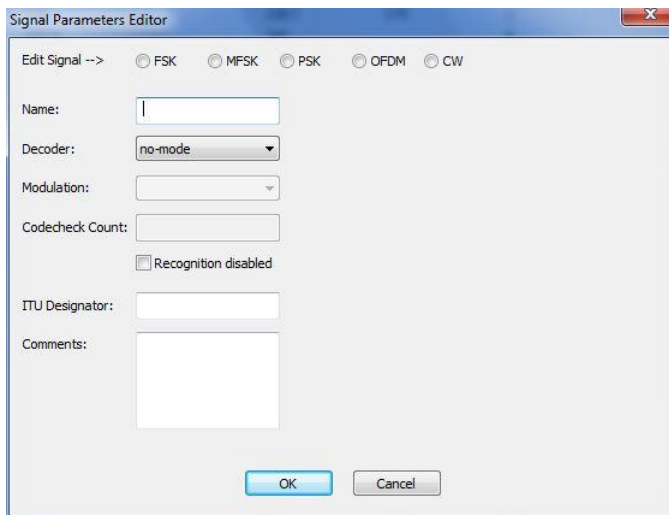 Signal Parameters Editor
Edit Signal --> FSK MFSK PSK OFDM CW
Name:
Decoder: no-mode
Modulation:
Codecheck Count:
Recognition disabled
ITU Designator:
Comments:
OK Cancel